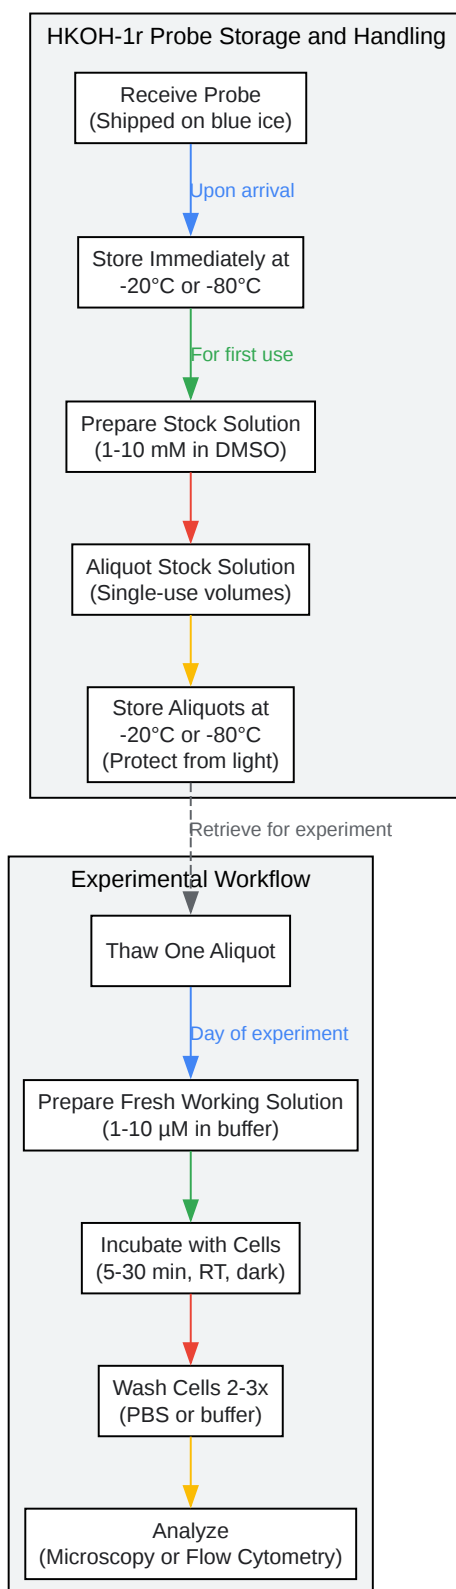 HKOH-1r Probe Storage and Handling
Receive Probe
(Shipped on blue ice)
Upon arrival
Store Immediately at
-20°C or -80°C
For first use
Prepare Stock Solution
(1-10 mM in DMSO)
Aliquot Stock Solution
(Single-use volumes)
Store Aliquots at
-20°C or -80°C
(Protect from light)
Retrieve for experiment
Experimental Workflow
Thaw One Aliquot
Day of experiment
Prepare Fresh Working Solution
(1-10 µM in buffer)
Incubate with Cells
(5-30 min, RT, dark)
Wash Cells 2-3x
(PBS or buffer)
Analyze
(Microscopy or Flow Cytometry)